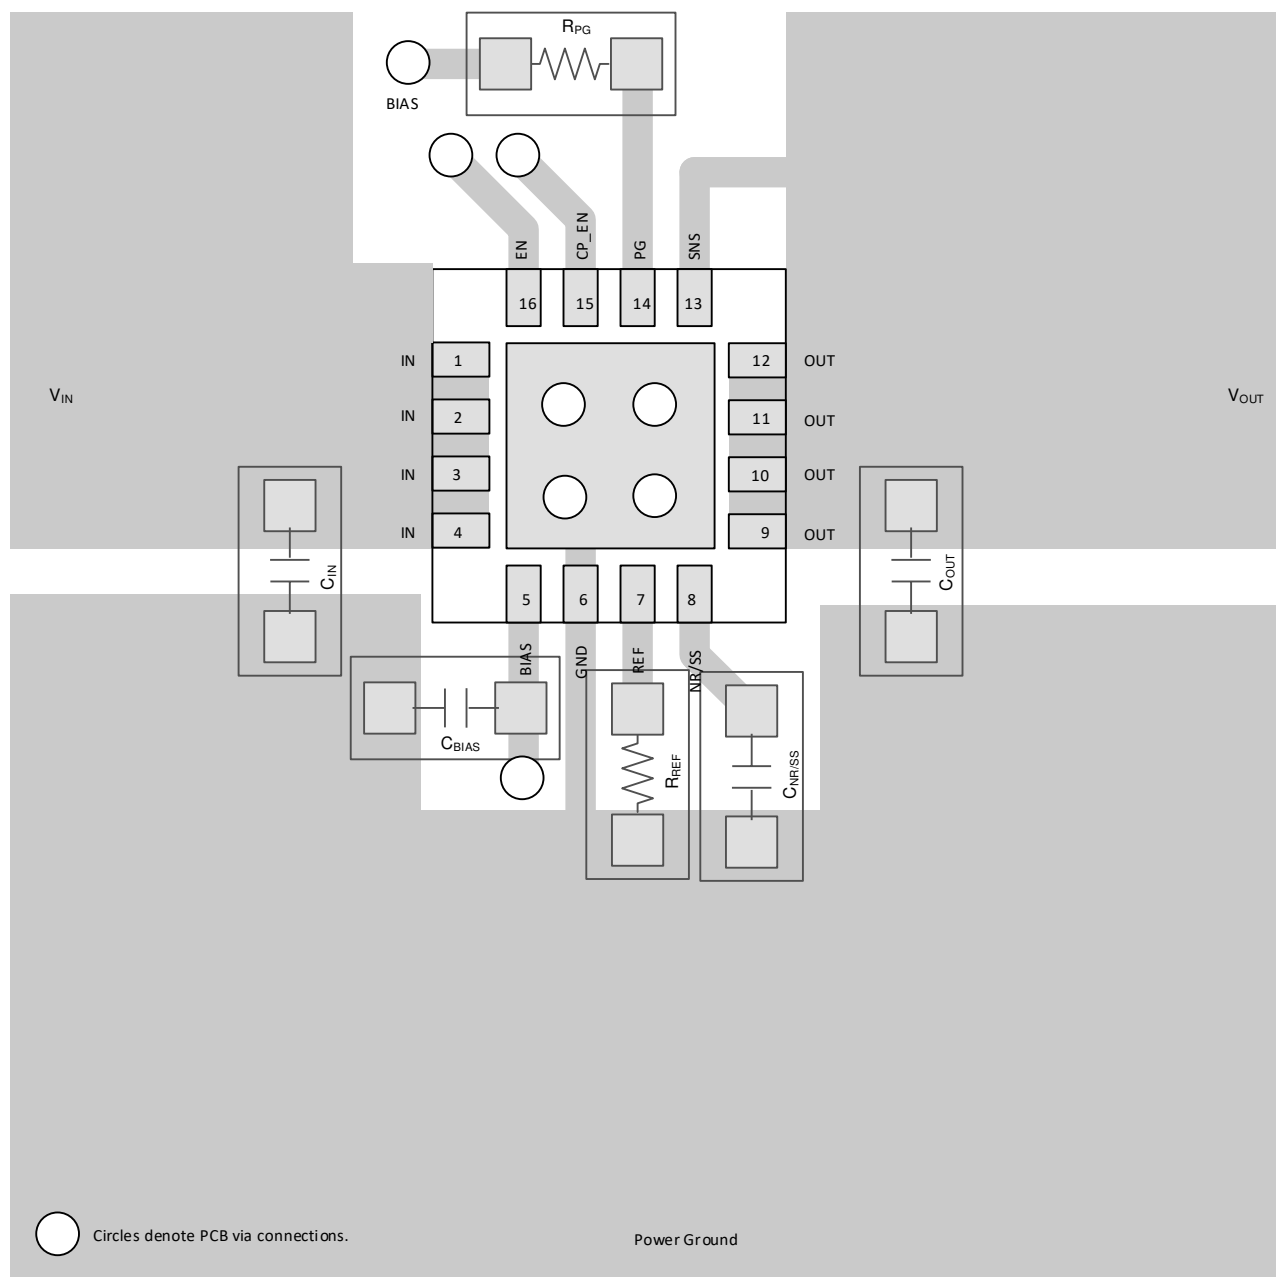 RPG
BIAS
EN
CP_EN
PG
SNS
16
15
14
13
IN
1
12
OUT
VIN
VOUT
IN
2
11
OUT
IN
3
10
OUT
IN
4
9
OUT
CIN
COUT
5
6
7
8
BIAS
GND
REF
NR/SS
CBIAS
RREF
CNR/SS
Circles denote PCB via connections.
Power Ground